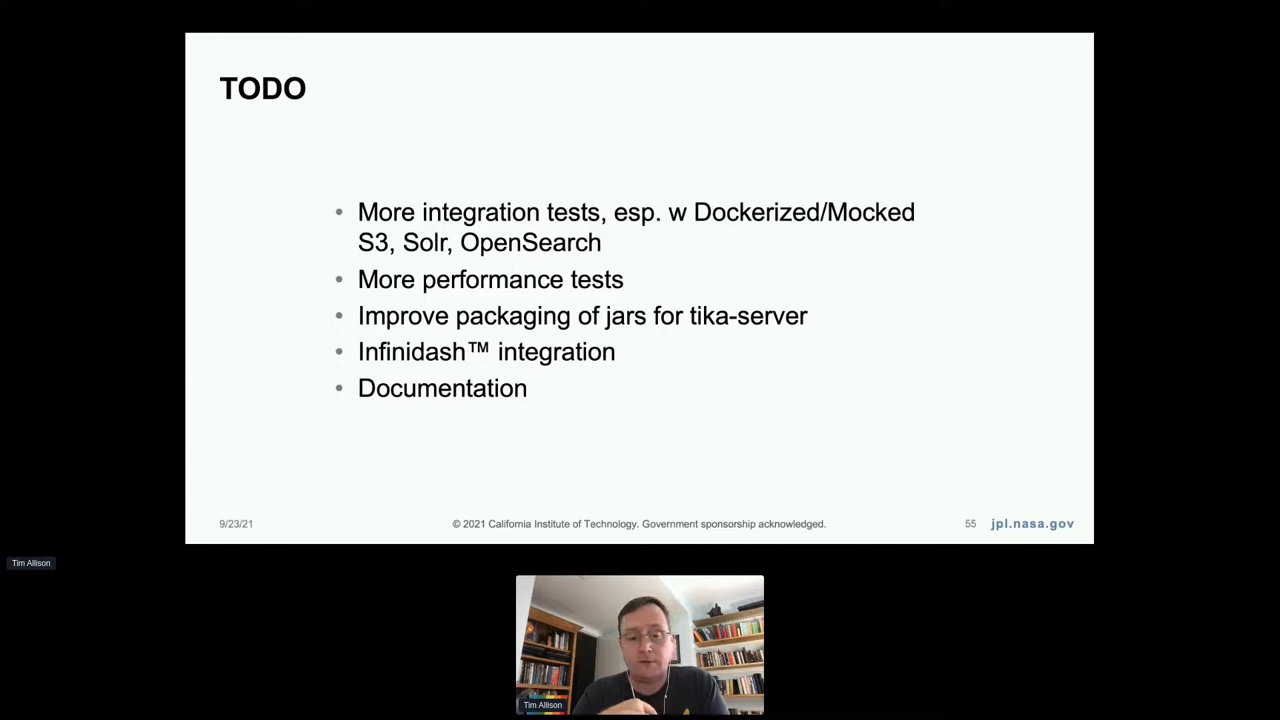 TODO
• More integration tests, esp. w Dockerized/Mocked
S3, Solr, OpenSearch
• More performance tests
• Improve packaging of jars for tika-server
• Infinidash™ integration
• Documentation
9/23/21
© 2021 California Institute of Technology. Government sponsorship acknowledged.
55
jpl.nasa.gov
Tim Allison
Tim Allison